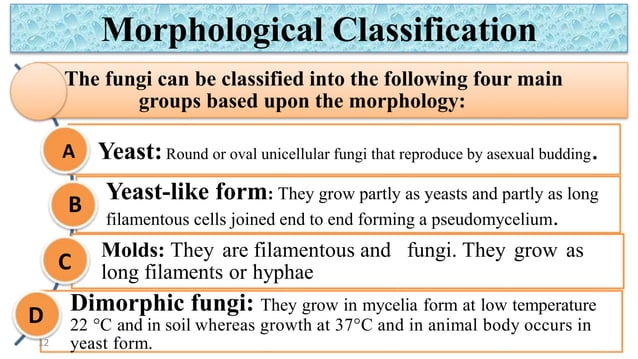 Morphological Classification
The fungi can be classified into the following four main
groups based upon the morphology:
A
Yeast: Round or oval unicellular fungi that reproduce by asexual budding.
B
Yeast-like form: They grow partly as yeasts and partly as long
filamentous cells joined end to end forming a pseudomycelium.
C
Molds: They are filamentous and fungi. They grow as
long filaments or hyphae
D
Dimorphic fungi: They grow in mycelia form at low temperature
22 °C and in soil whereas growth at 37°C and in animal body occurs in
yeast form.
12